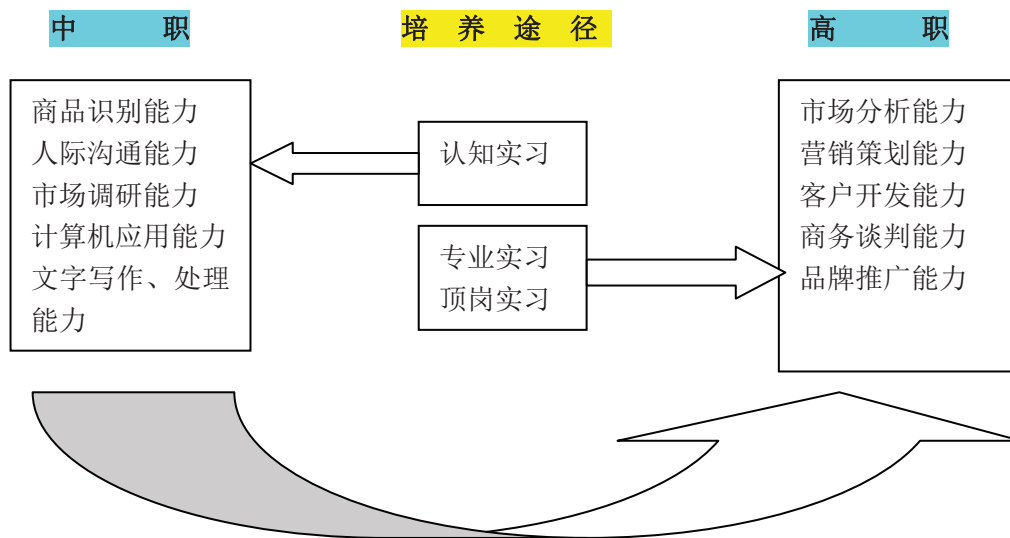 中职
培养途径
高职
商品识别能力
人际沟通能力
市场调研能力
计算机应用能力
文字写作、处理
能力
认知实习
专业实习
顶岗实习
市场分析能力
营销策划能力
客户开发能力
商务谈判能力
品牌推广能力